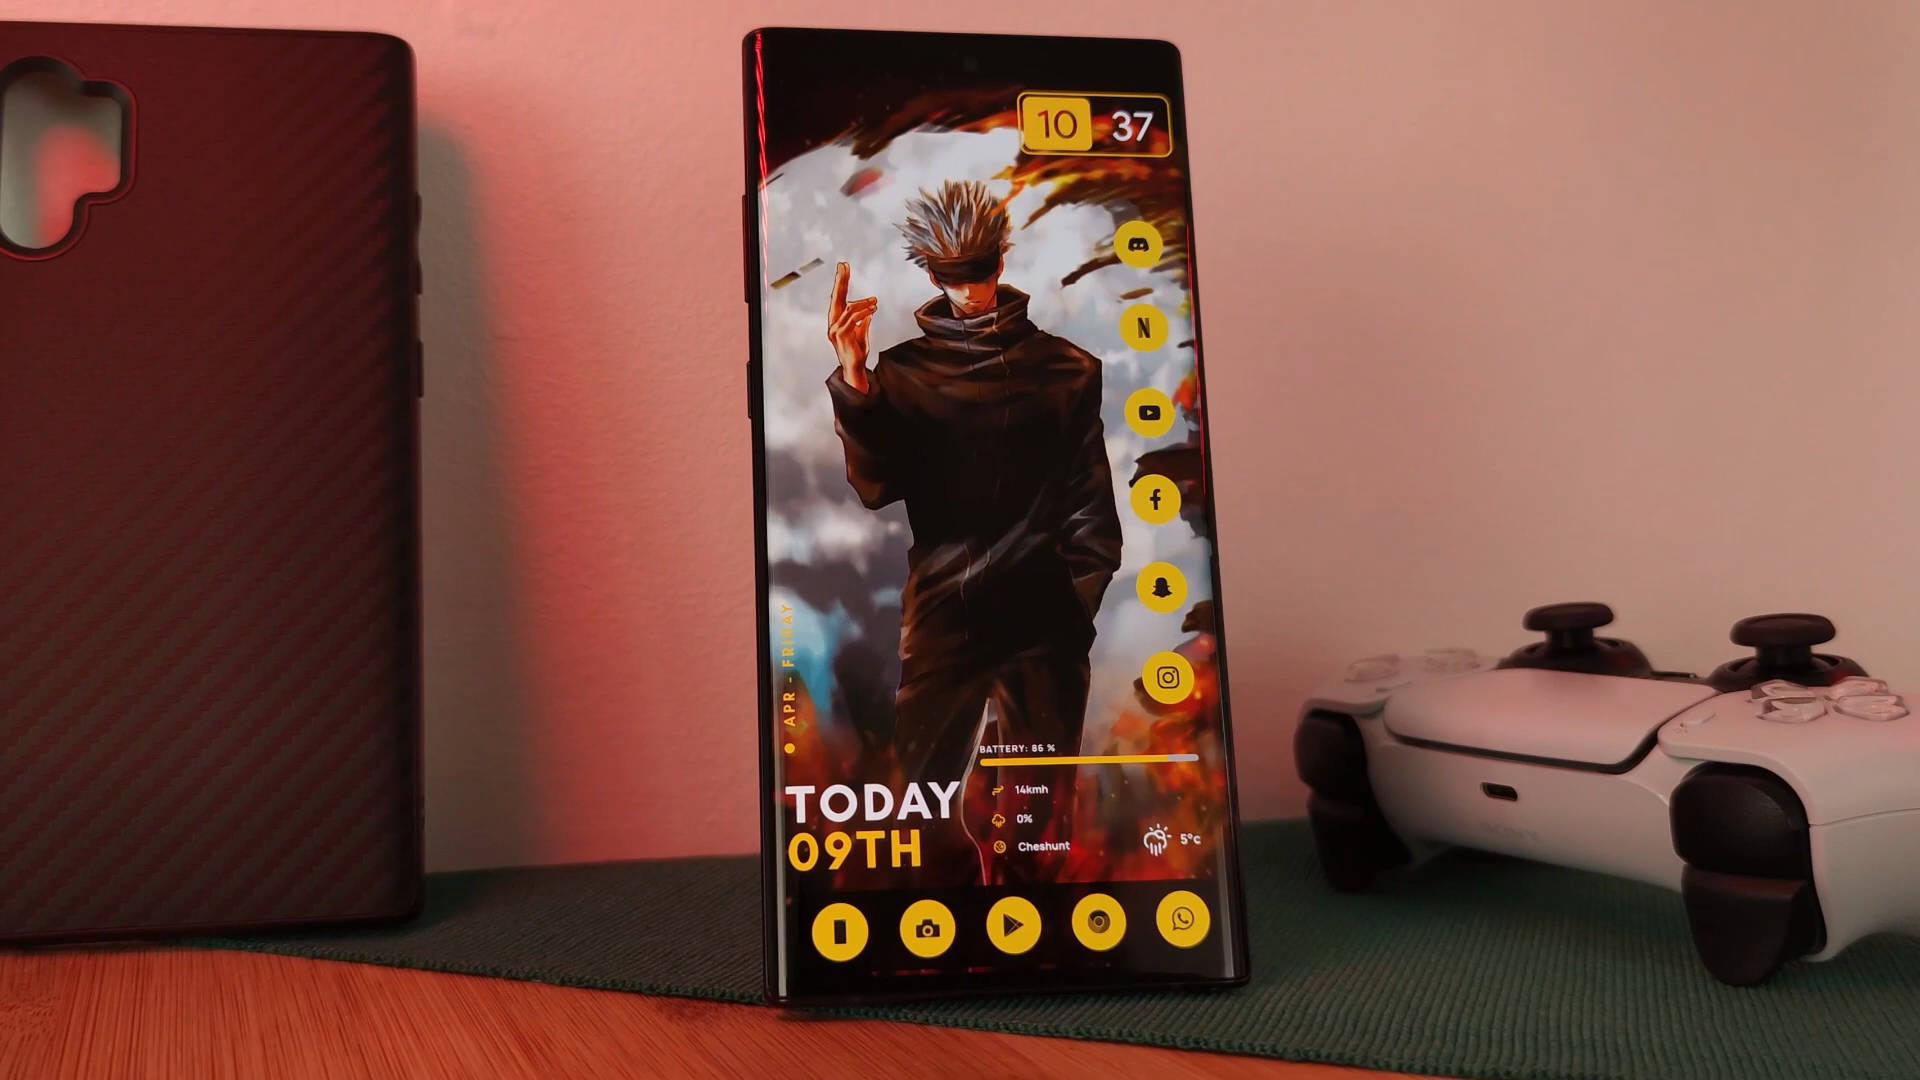 10 37
APR - FRIDAY
BATTERY: 86 %
TODAY
09TH
14kmh
0%
Cheshunt
5°c